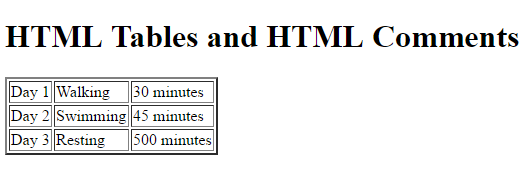 HTML Tables and HTML Comments
Day 1 Walking 30 minutes
Day 2 Swimming 45 minutes
Day 3 Resting 500 minutes